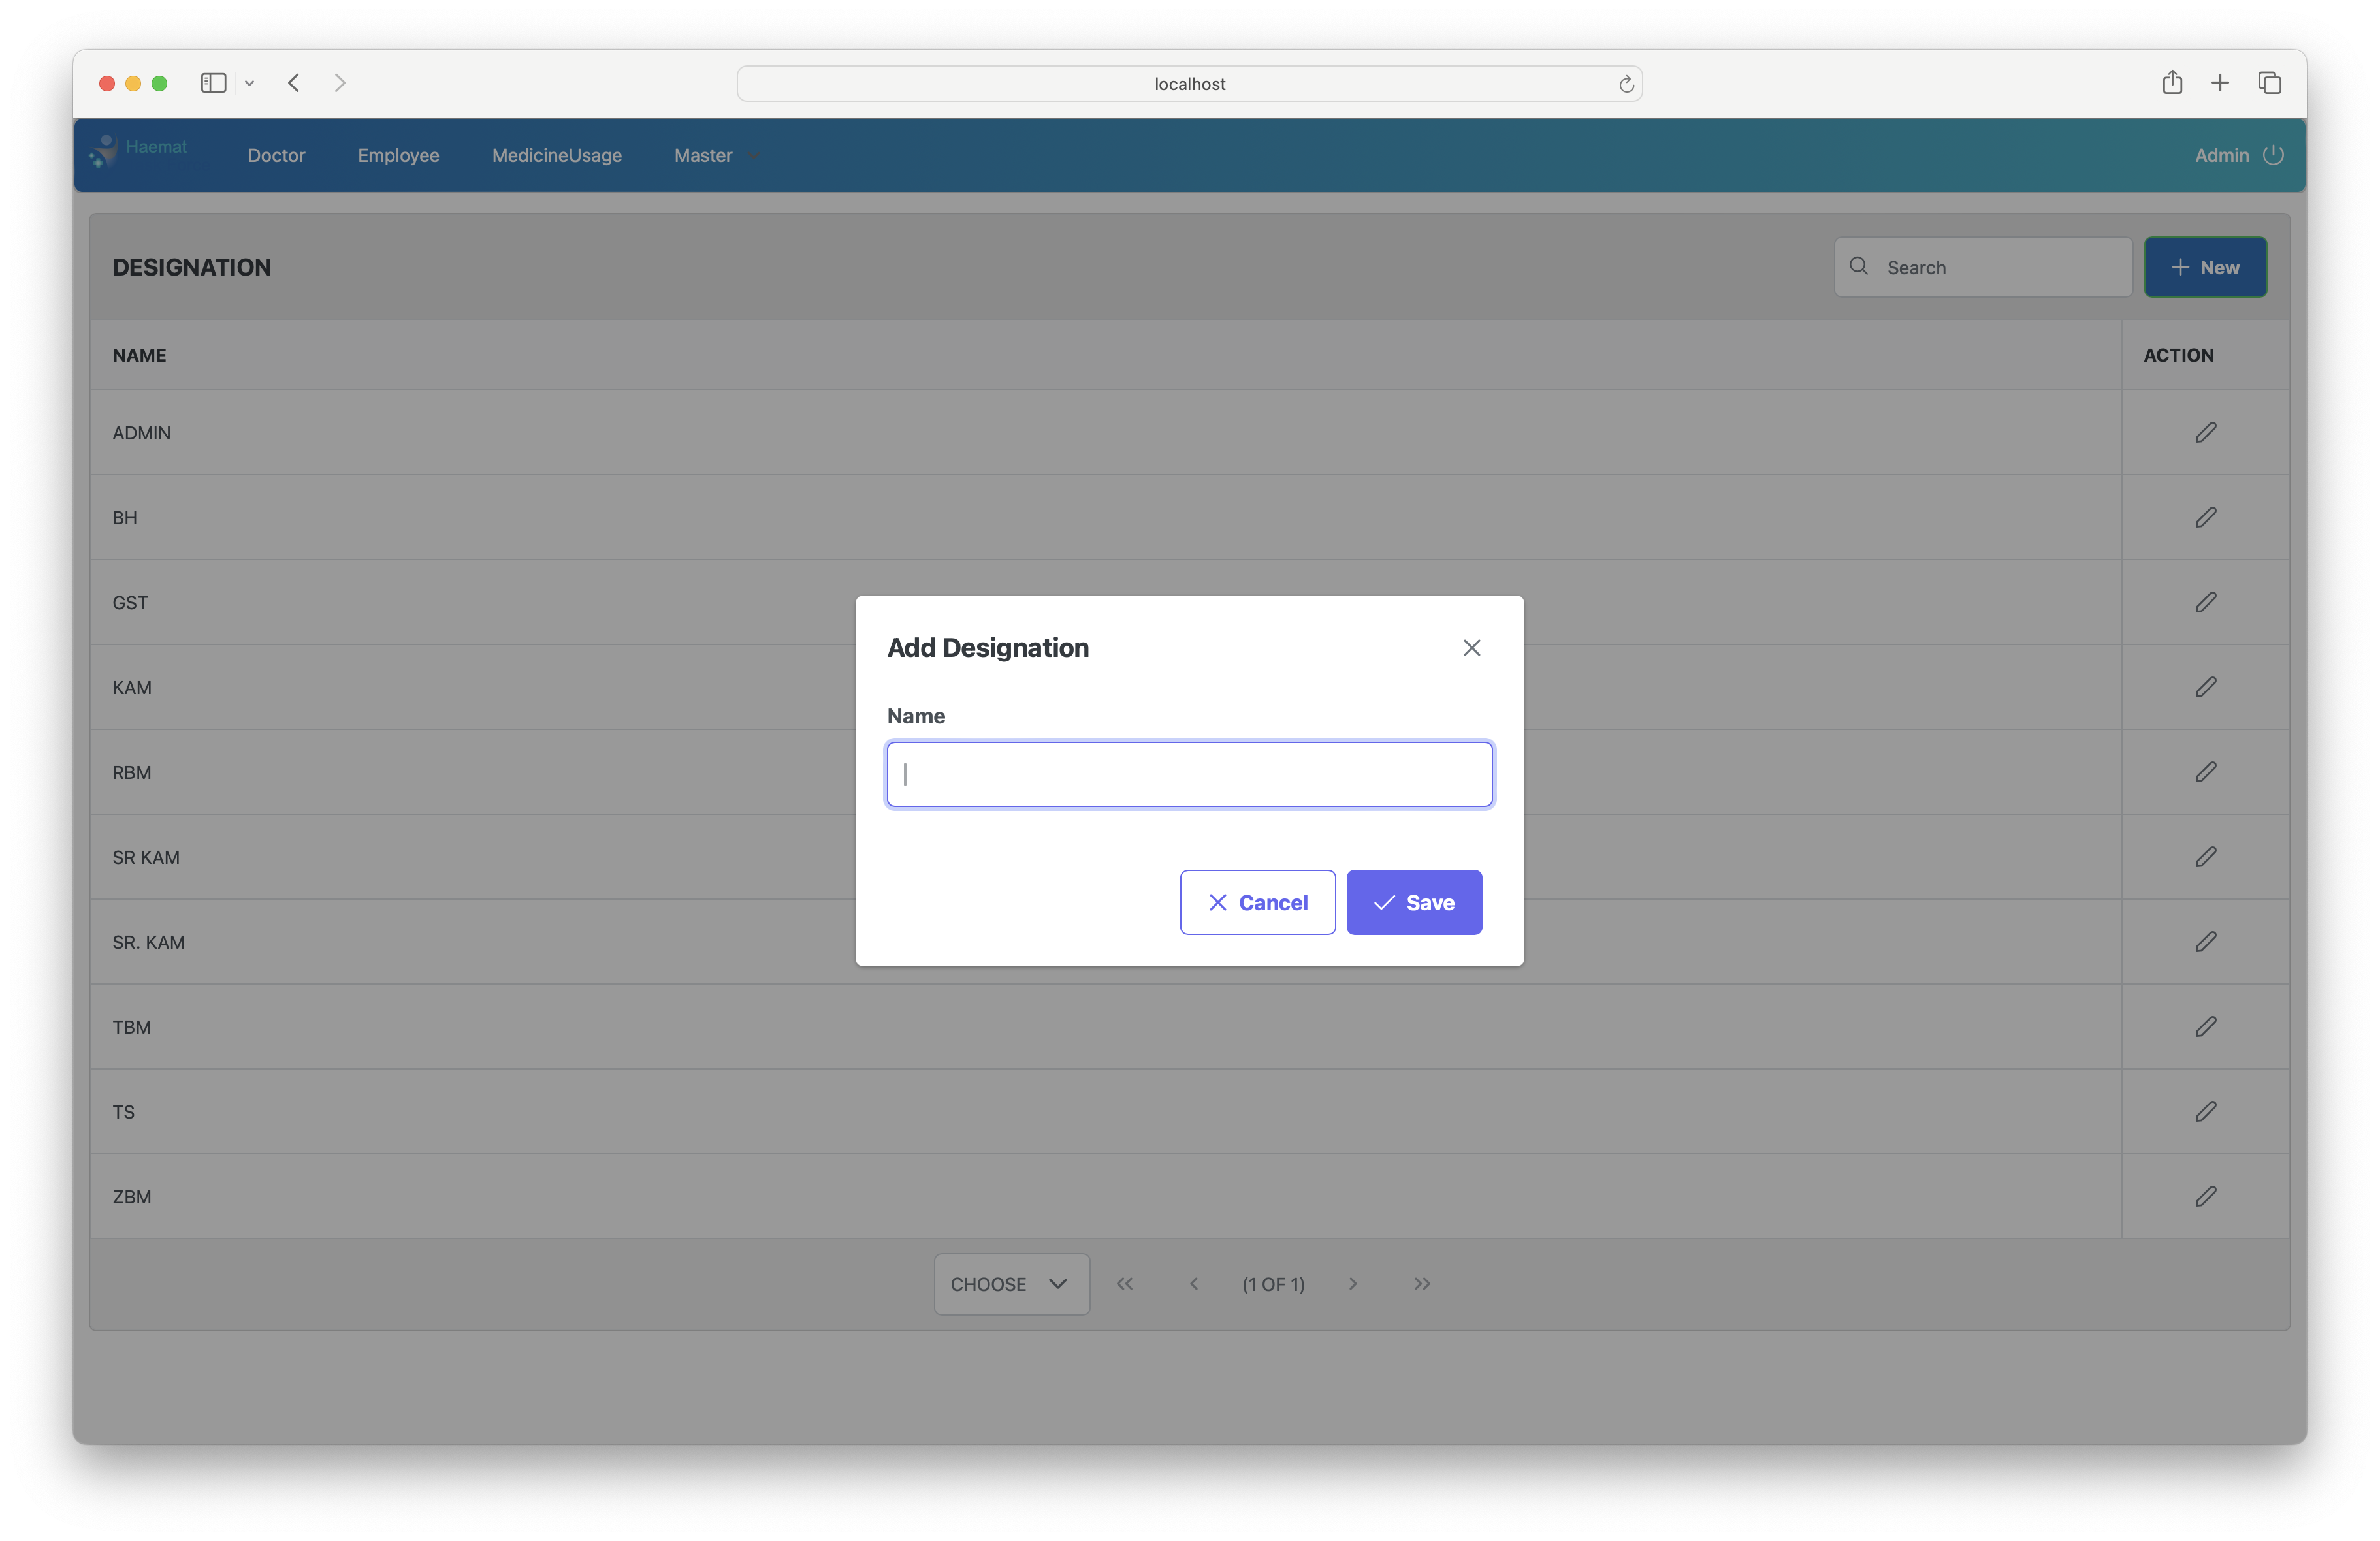 localhost
Haemat
Doctor Employee MedicineUsage Master Admin
DESIGNATION Search New
NAME ACTION
ADMIN
BH
GST
KAM
RBM
SR KAM
SR. KAM
TBM
TS
ZBM
CHOOSE (1 OF 1)
Add Designation
Name
Cancel Save